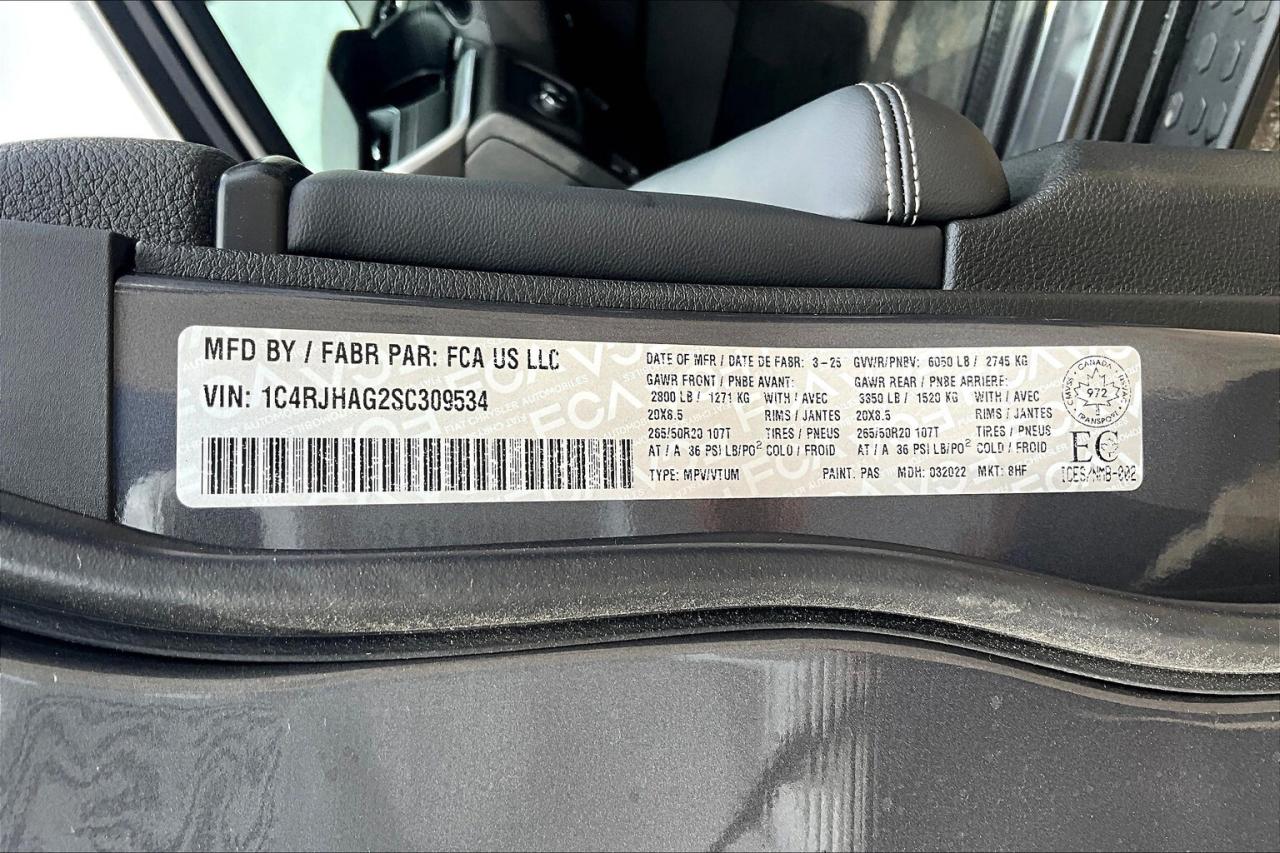 MFD BY / FABR PAR: FCA US LLC
VIN: 1C4RJHAG2SC309534
DATE OF MFR / DATE DE FABR: 3-25 GVWR/PNBV: 6050 LB / 2745 KG
GAWR FRONT / PNBE AVANT: GAWR REAR / PNBE ARRIERE:
2800 LB / 1271 KG WITH / AVEC 3350 LB / 1520 KG WITH / AVEC
20X8.5 RIMS / JANTES 20X8.5 RIMS / JANTES
265/50R20 107T TIRES / PNEUS 265/50R20 107T TIRES / PNEUS
AT / A 36 PSI LB/PO² COLD / FROID AT / A 36 PSI LB/PO² COLD / FROID
TYPE: MPV/VTUM PAINT: PAS MDH: 032022 MKT: 8HF
CANADA
972
TRANSPORT
EC
ICES/NMB-002